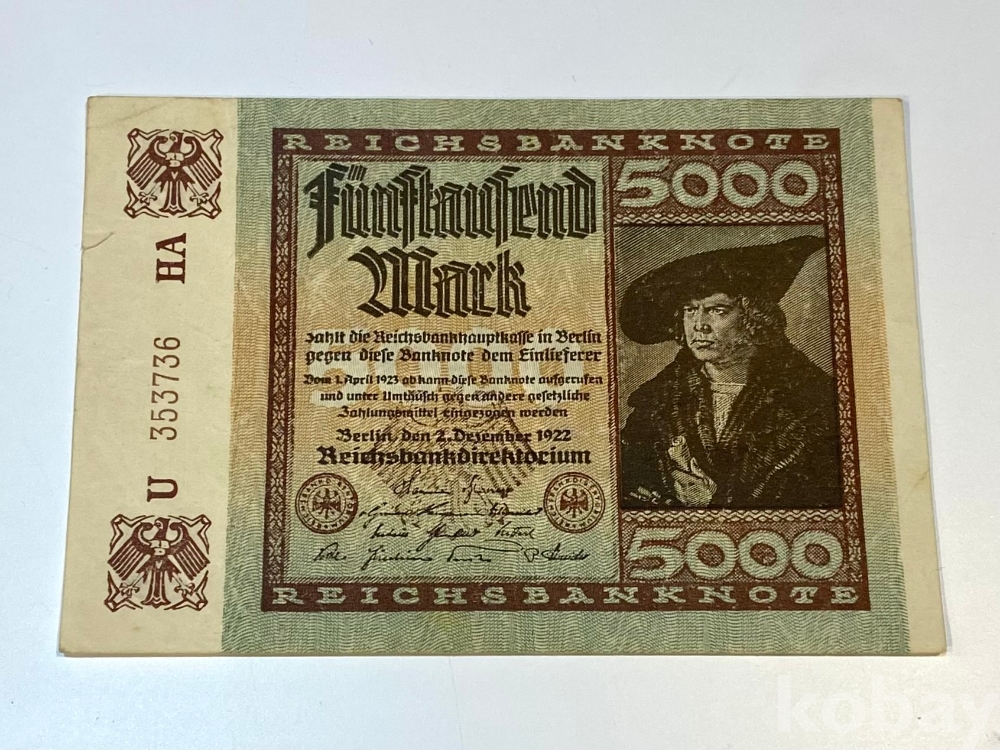 REICHSBANKNOTE
5000
Fünftausend
Mark
zahlt die Reichsbankhauptkasse in Berlin
gegen diese Banknote dem Einlieferer
Vom 1. April 1923 ab kann diese Banknote aufgerufen
und unter Umtausch gegen andere gesetzliche
Zahlungsmittel eingezogen werden
Berlin, den 2. Dezember 1922
Reichsbankdirektorium
5000
REICHSBANKNOTE
U 353736 HA
5000
kobay